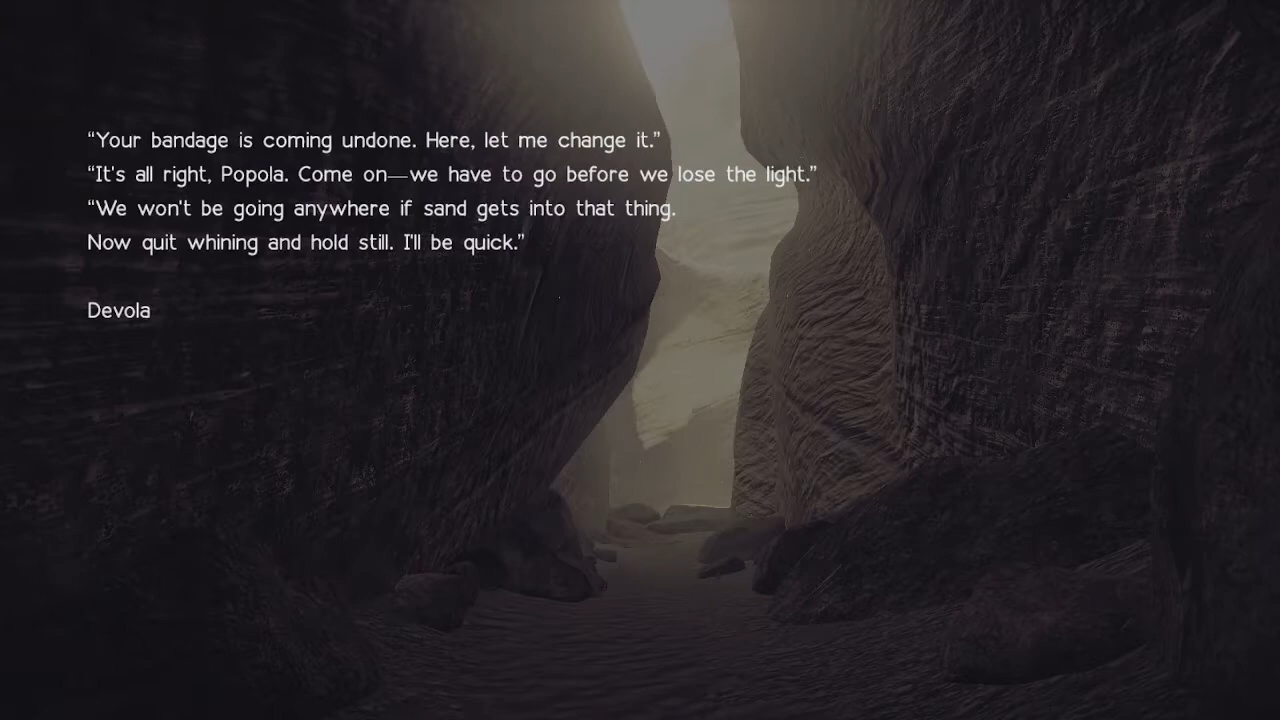 “Your bandage is coming undone. Here, let me change it.”
“It's all right, Popola. Come on—we have to go before we lose the light.”
“We won't be going anywhere if sand gets into that thing.
Now quit whining and hold still. I'll be quick.”
Devola